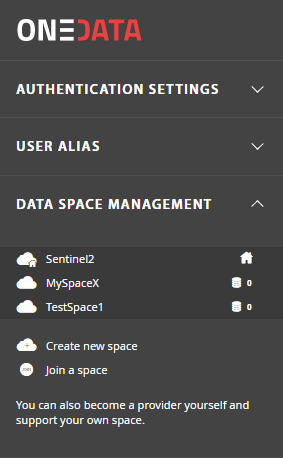 ONEDATA
AUTHENTICATION SETTINGS
USER ALIAS
DATA SPACE MANAGEMENT
Sentinel2
MySpaceX 0
TestSpace1 0
Create new space
JOIN Join a space
You can also become a provider yourself and
support your own space.